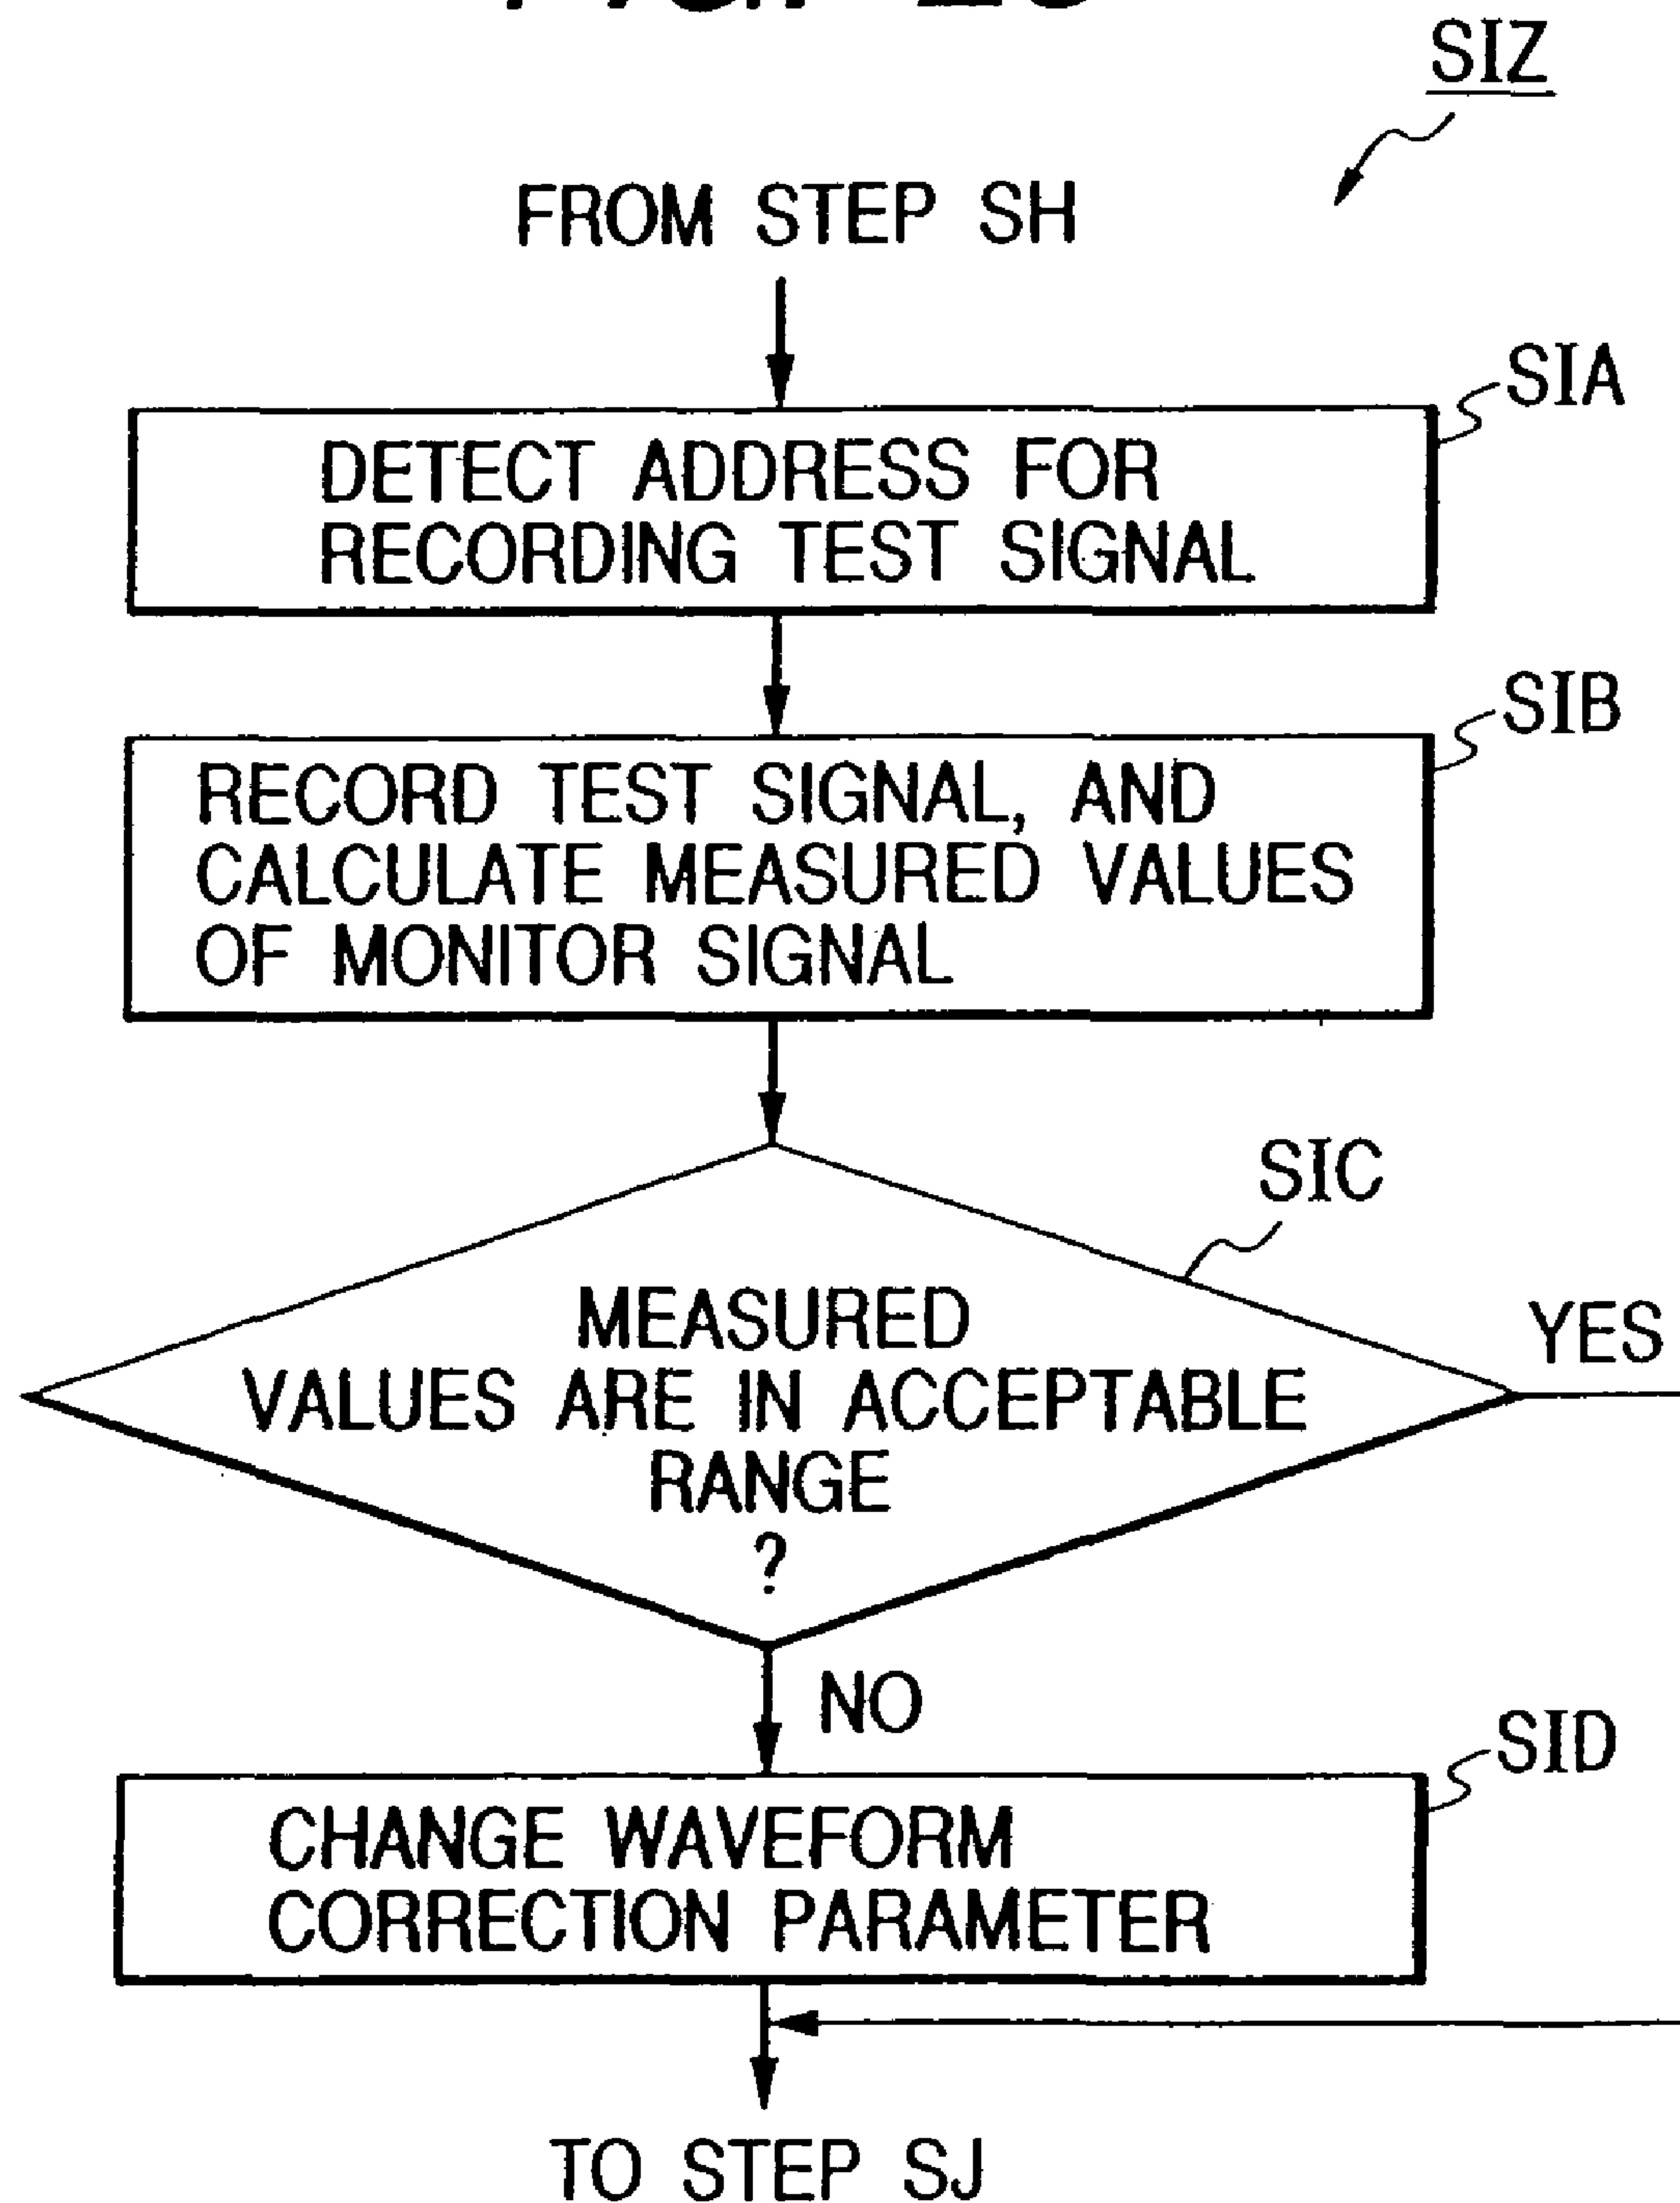 SIZ
FROM STEP SH
SIA
DETECT ADDRESS FOR
RECORDING TEST SIGNAL
SIB
RECORD TEST SIGNAL, AND
CALCULATE MEASURED VALUES
OF MONITOR SIGNAL
SIC
MEASURED
VALUES ARE IN ACCEPTABLE
RANGE
?
YES
NO
SID
CHANGE WAVEFORM
CORRECTION PARAMETER
TO STEP SJ